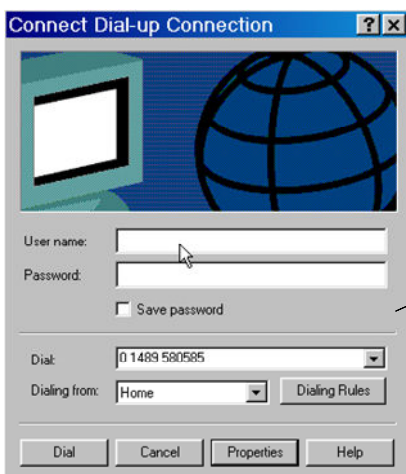 Connect Dial-up Connection
User name:
Password:
Save password
Dial: 0 1489 580585
Dialing from: Home Dialing Rules
Dial Cancel Properties Help